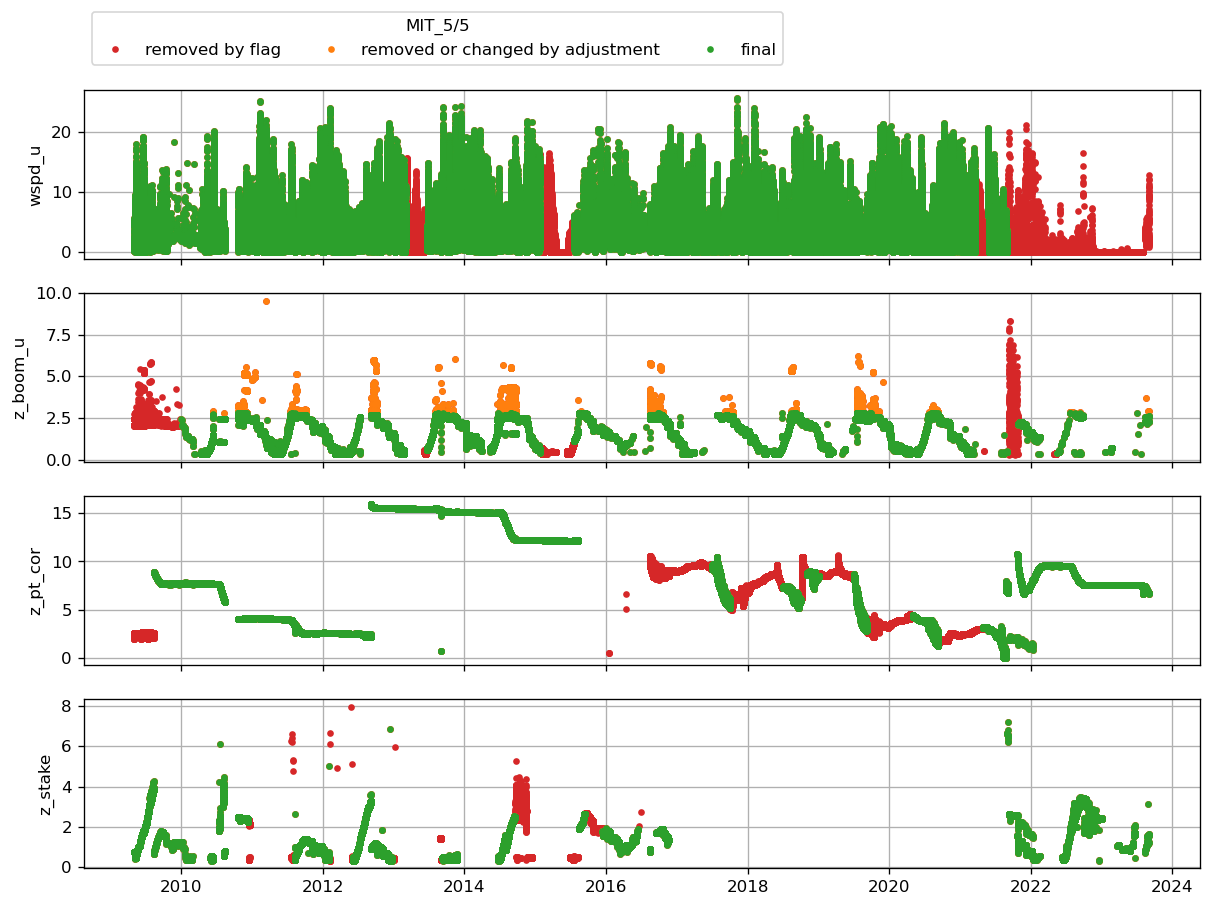 MIT_5/5
removed by flag removed or changed by adjustment final
wspd_u
20
10
0
z_boom_u
10.0
7.5
5.0
2.5
0.0
z_pt_cor
15
10
5
0
z_stake
8
6
4
2
0
2010 2012 2014 2016 2018 2020 2022 2024